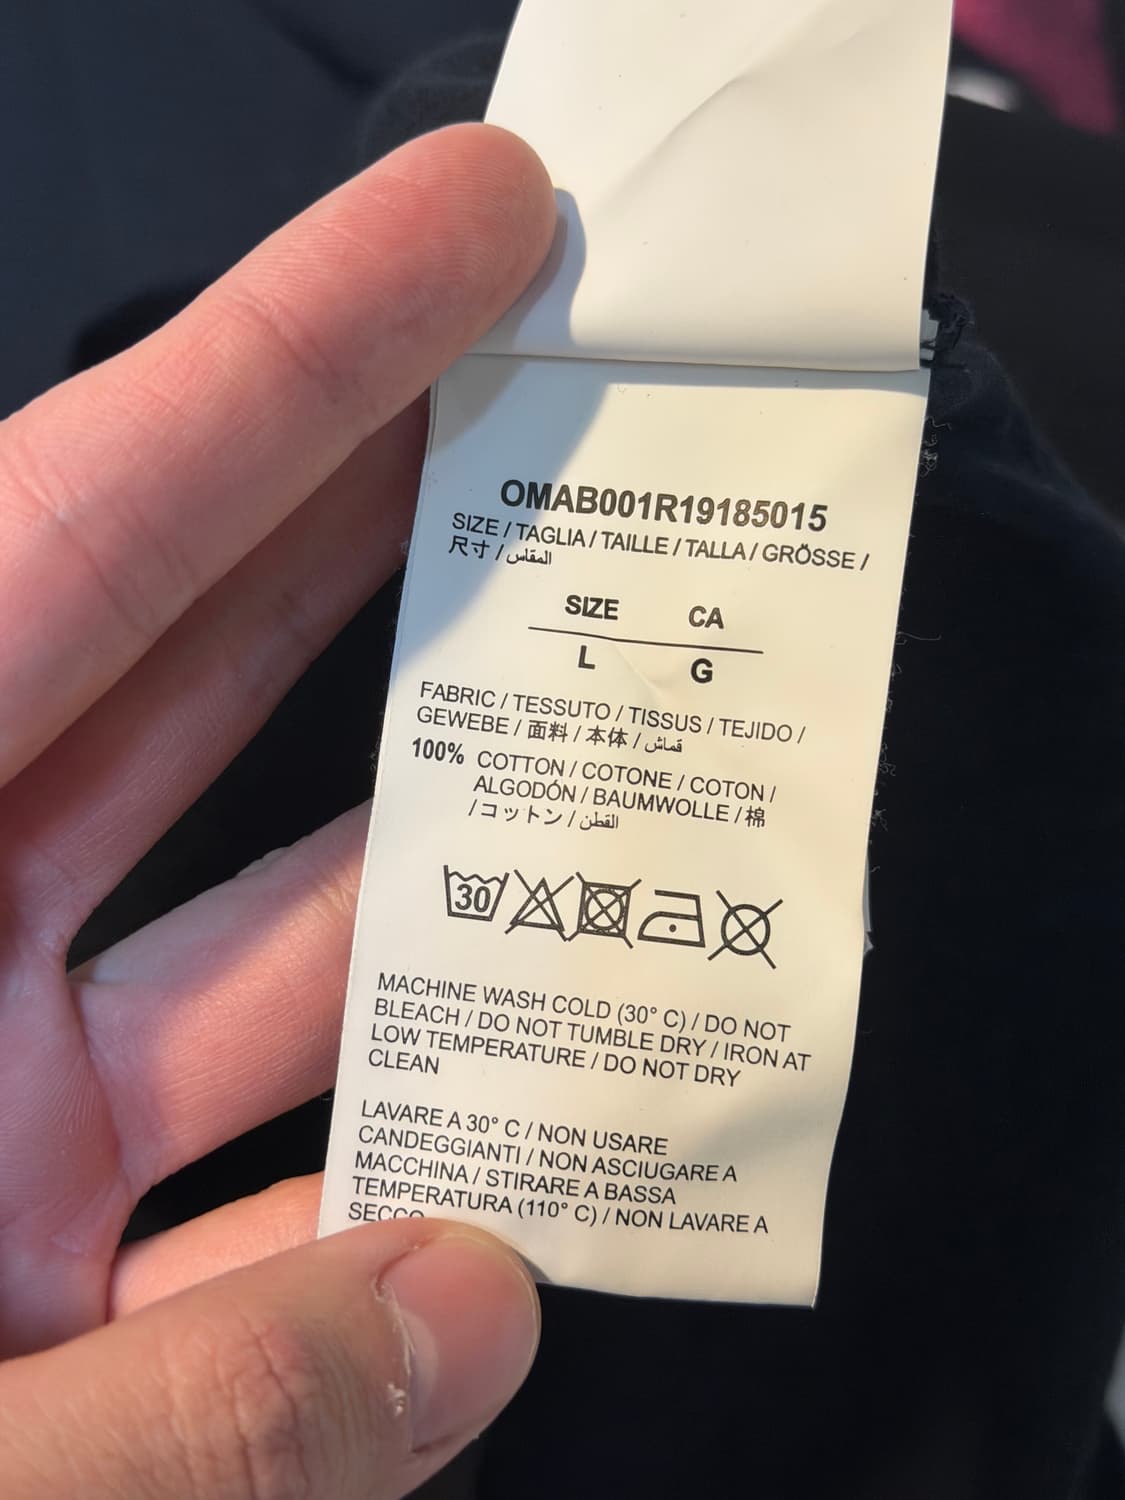 OMAB001R19185015
SIZE / TAGLIA / TAILLE / TALLA / GRÖSSE /
尺寸 / المقاس
SIZE CA
L G
FABRIC / TESSUTO / TISSUS / TEJIDO /
GEWEBE / 面料 / 本体 / قماش
100% COTTON / COTONE / COTON /
ALGODÓN / BAUMWOLLE / 棉
/ コットン / القطن
30
MACHINE WASH COLD (30° C) / DO NOT
BLEACH / DO NOT TUMBLE DRY / IRON AT
LOW TEMPERATURE / DO NOT DRY
CLEAN
LAVARE A 30° C / NON USARE
CANDEGGIANTI / NON ASCIUGARE A
MACCHINA / STIRARE A BASSA
TEMPERATURA (110° C) / NON LAVARE A
SECCO